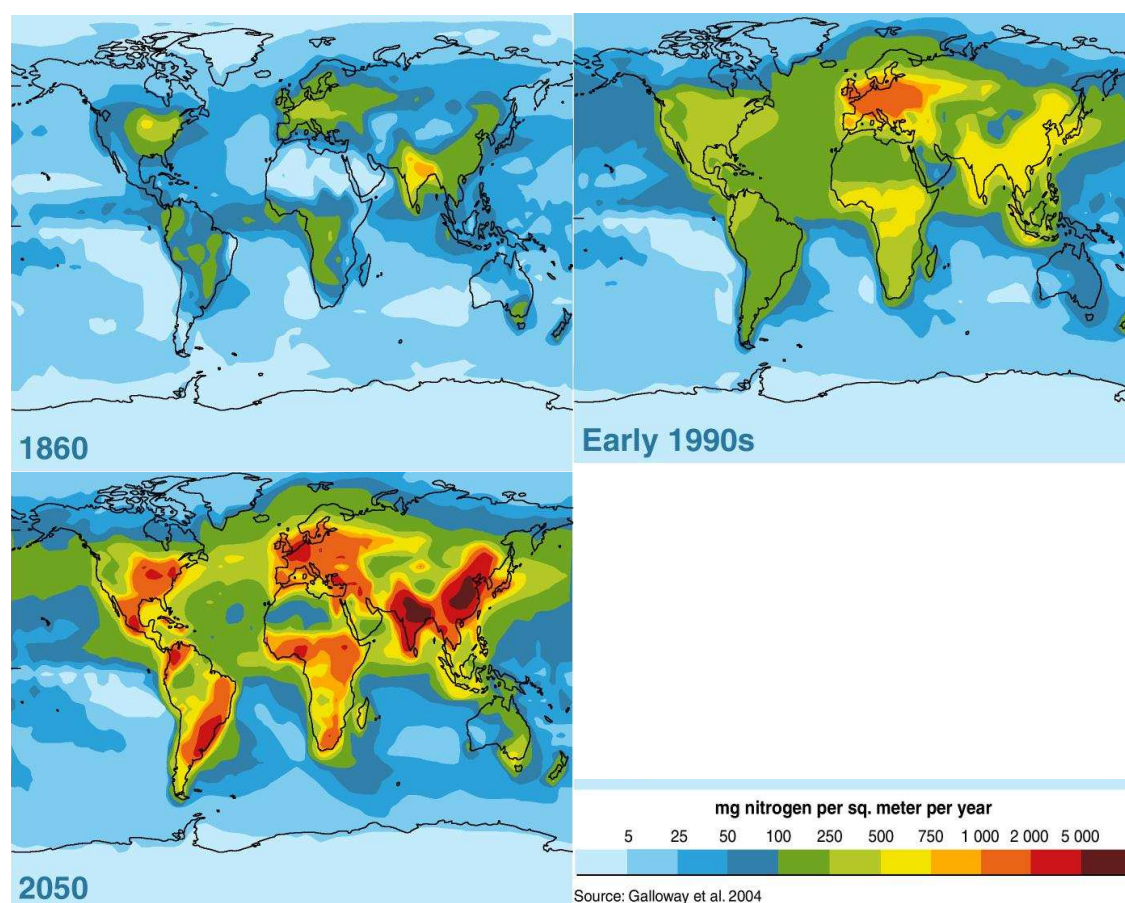 1860
Early 1990s
2050
mg nitrogen per sq. meter per year
5 25 50 100 250 500 750 1 000 2 000 5 000
Source: Galloway et al. 2004